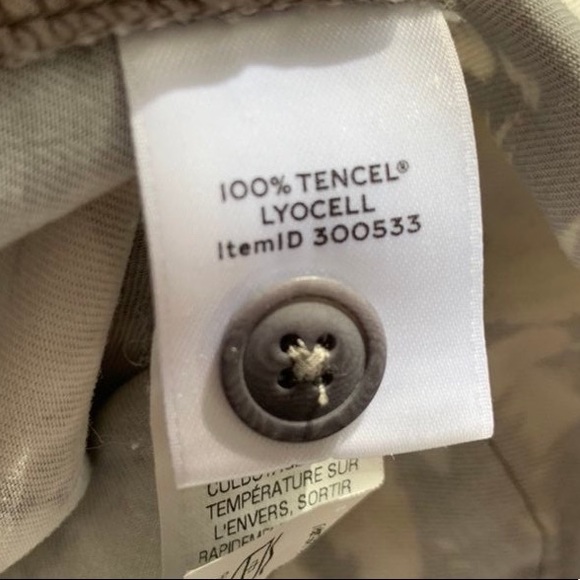 100% TENCEL®
LYOCELL
ItemID 300533
TEMPÉRATURE SUR
L'ENVERS, SORTIR